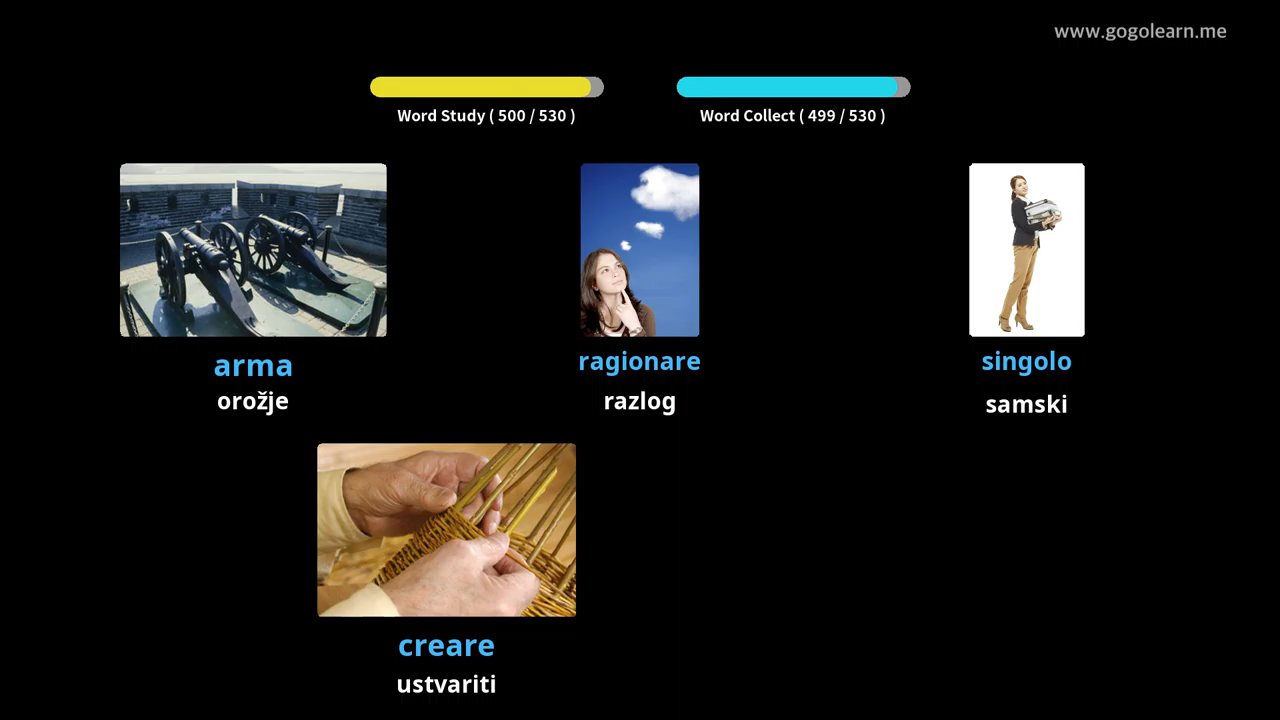 www.gogolearn.me
Word Study ( 500 / 530 )
Word Collect ( 499 / 530 )
arma
orožje
ragionare
razlog
singolo
samski
creare
ustvariti